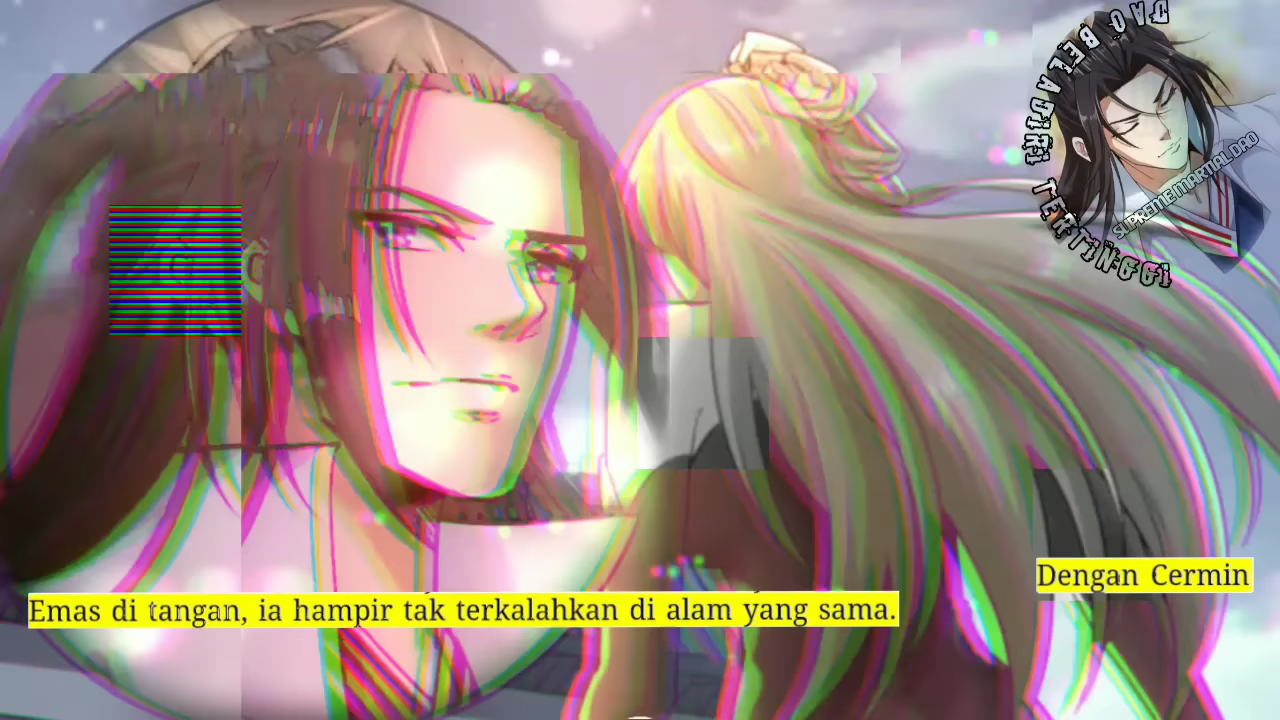 DAO BELADIRI TERTINGGI
SUPREME MARTIAL DAO
Dengan Cermin
Emas di tangan, ia hampir tak terkalahkan di alam yang sama.